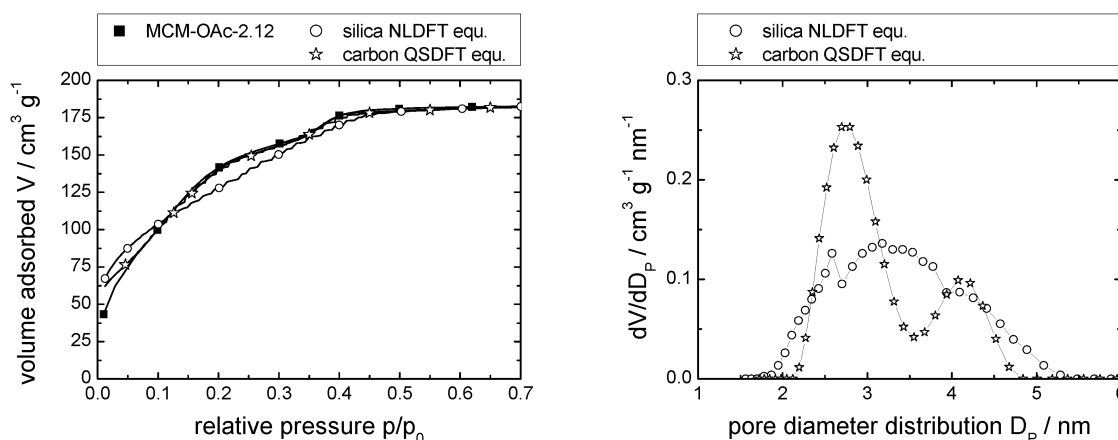 MCM-OAc-2.12
silica NLDFT equ.
carbon QSDFT equ.
200
175
150
125
100
75
50
25
0
0.0 0.1 0.2 0.3 0.4 0.5 0.6 0.7
volume adsorbed V / cm³ g⁻¹
relative pressure p/p₀
silica NLDFT equ.
carbon QSDFT equ.
0.3
0.2
0.1
0.0
1 2 3 4 5 6
dV/dDₚ / cm³ g⁻¹ nm⁻¹
pore diameter distribution Dₚ / nm